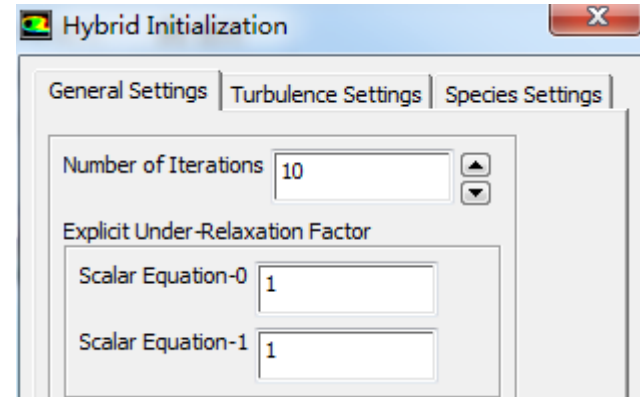 Hybrid Initialization
General Settings Turbulence Settings Species Settings
Number of Iterations 10
Explicit Under-Relaxation Factor
Scalar Equation-0 1
Scalar Equation-1 1